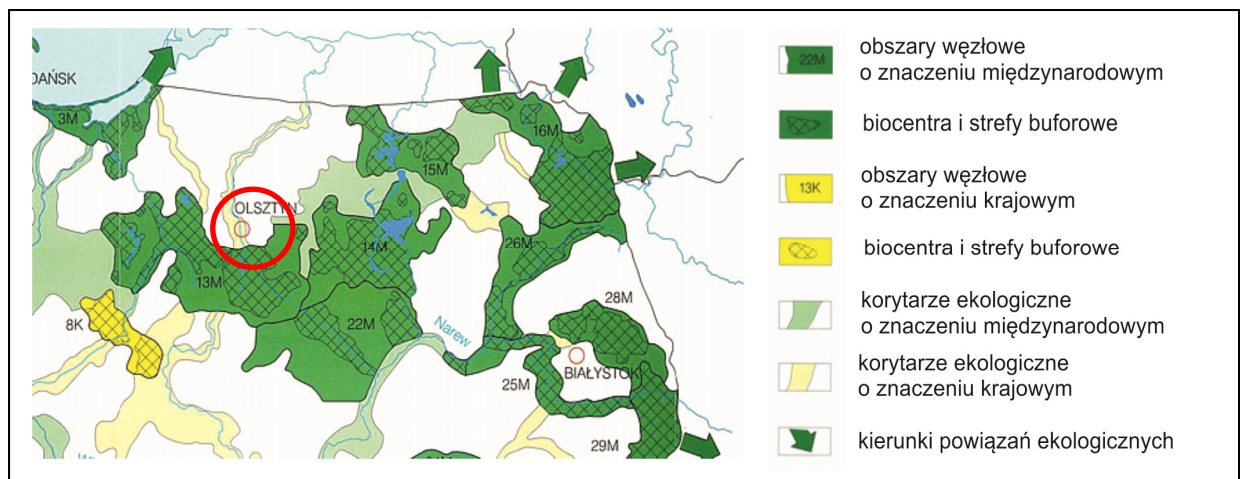 DAŃSK
3M
16M
15M
OLSZTYN
26M
14M
13M
28M
8K
22M
Narew
BIAŁYSTOK
25M
29M
22M
obszary węzłowe
o znaczeniu międzynarodowym
biocentra i strefy buforowe
13K
obszary węzłowe
o znaczeniu krajowym
biocentra i strefy buforowe
korytarze ekologiczne
o znaczeniu międzynarodowym
korytarze ekologiczne
o znaczeniu krajowym
kierunki powiązań ekologicznych